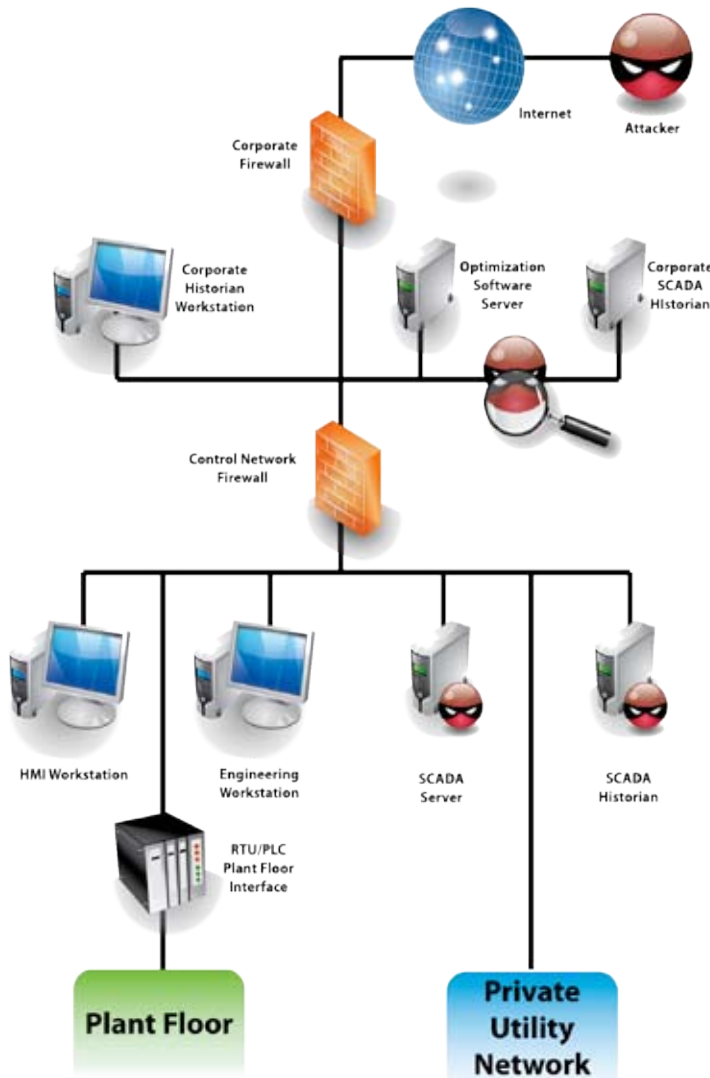 Internet
Attacker
Corporate
Firewall
Corporate
Historian
Workstation
Optimization
Software
Server
Corporate
SCADA
HIstorian
Control Network
Firewall
HMI Workstation
Engineering
Workstation
SCADA
Server
SCADA
Historian
RTU/PLC
Plant Floor
Interface
Plant Floor
Private
Utility
Network